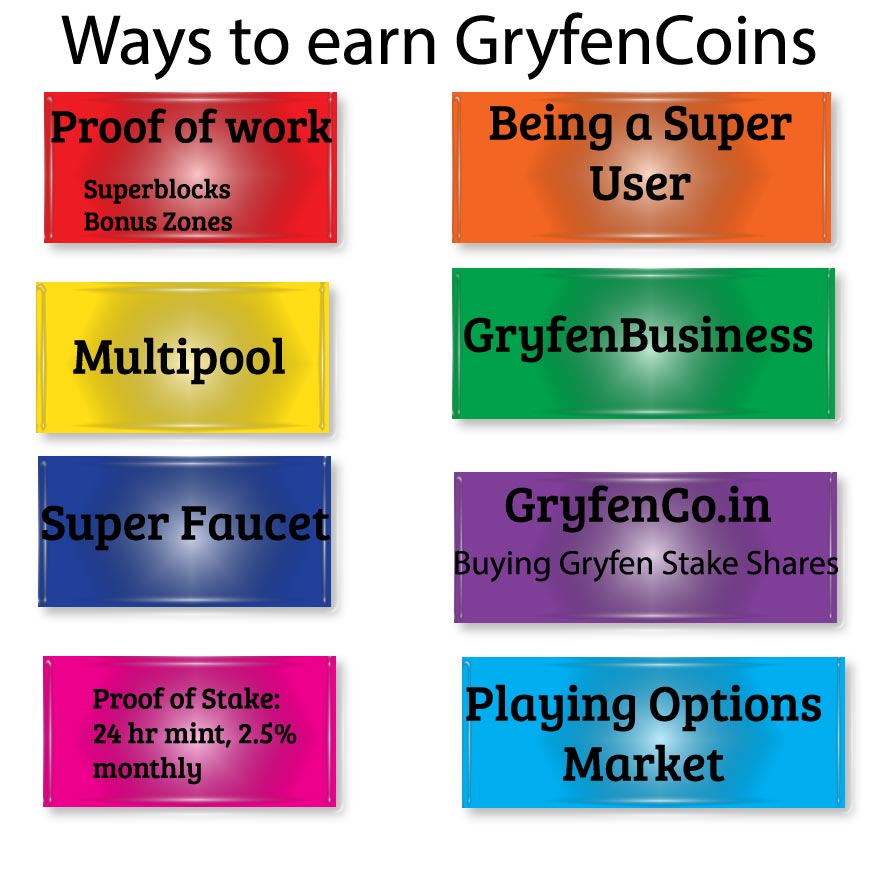 Ways to earn GryfenCoins
Proof of work
Superblocks
Bonus Zones
Being a Super
User
Multipool
GryfenBusiness
Super Faucet
GryfenCo.in
Buying Gryfen Stake Shares
Proof of Stake:
24 hr mint, 2.5%
monthly
Playing Options
Market